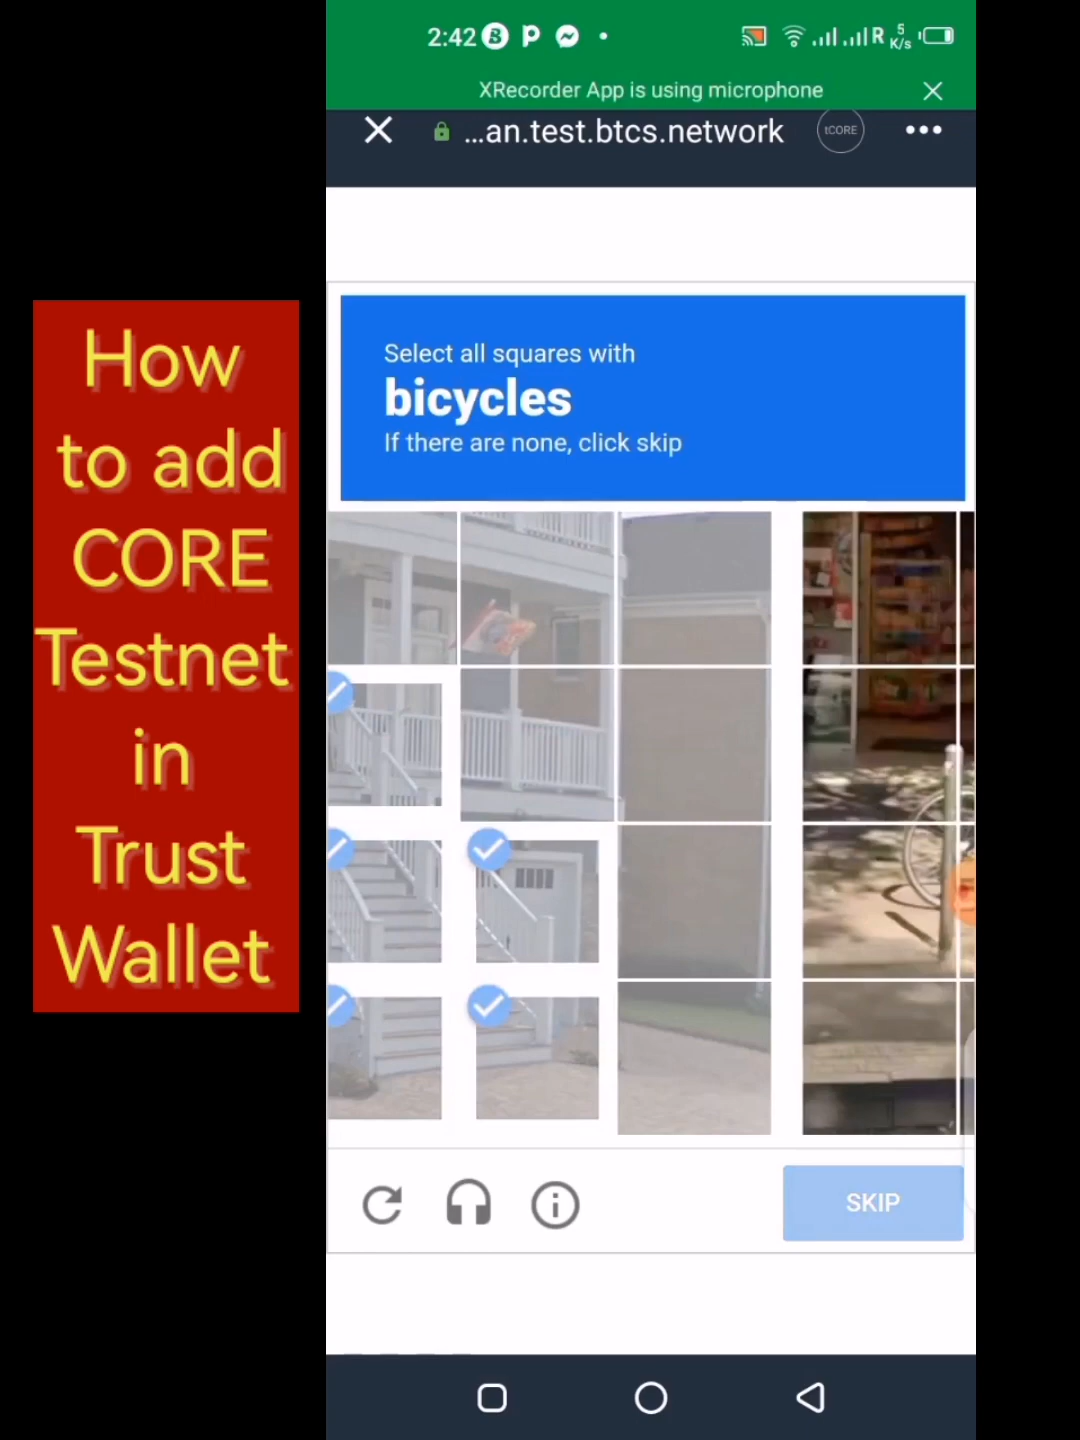 2:42
R
5
K/s
XRecorder App is using microphone
...an.test.btcs.network
tCORE
How
to add
CORE
Testnet
in
Trust
Wallet
Select all squares with
bicycles
If there are none, click skip
SKIP